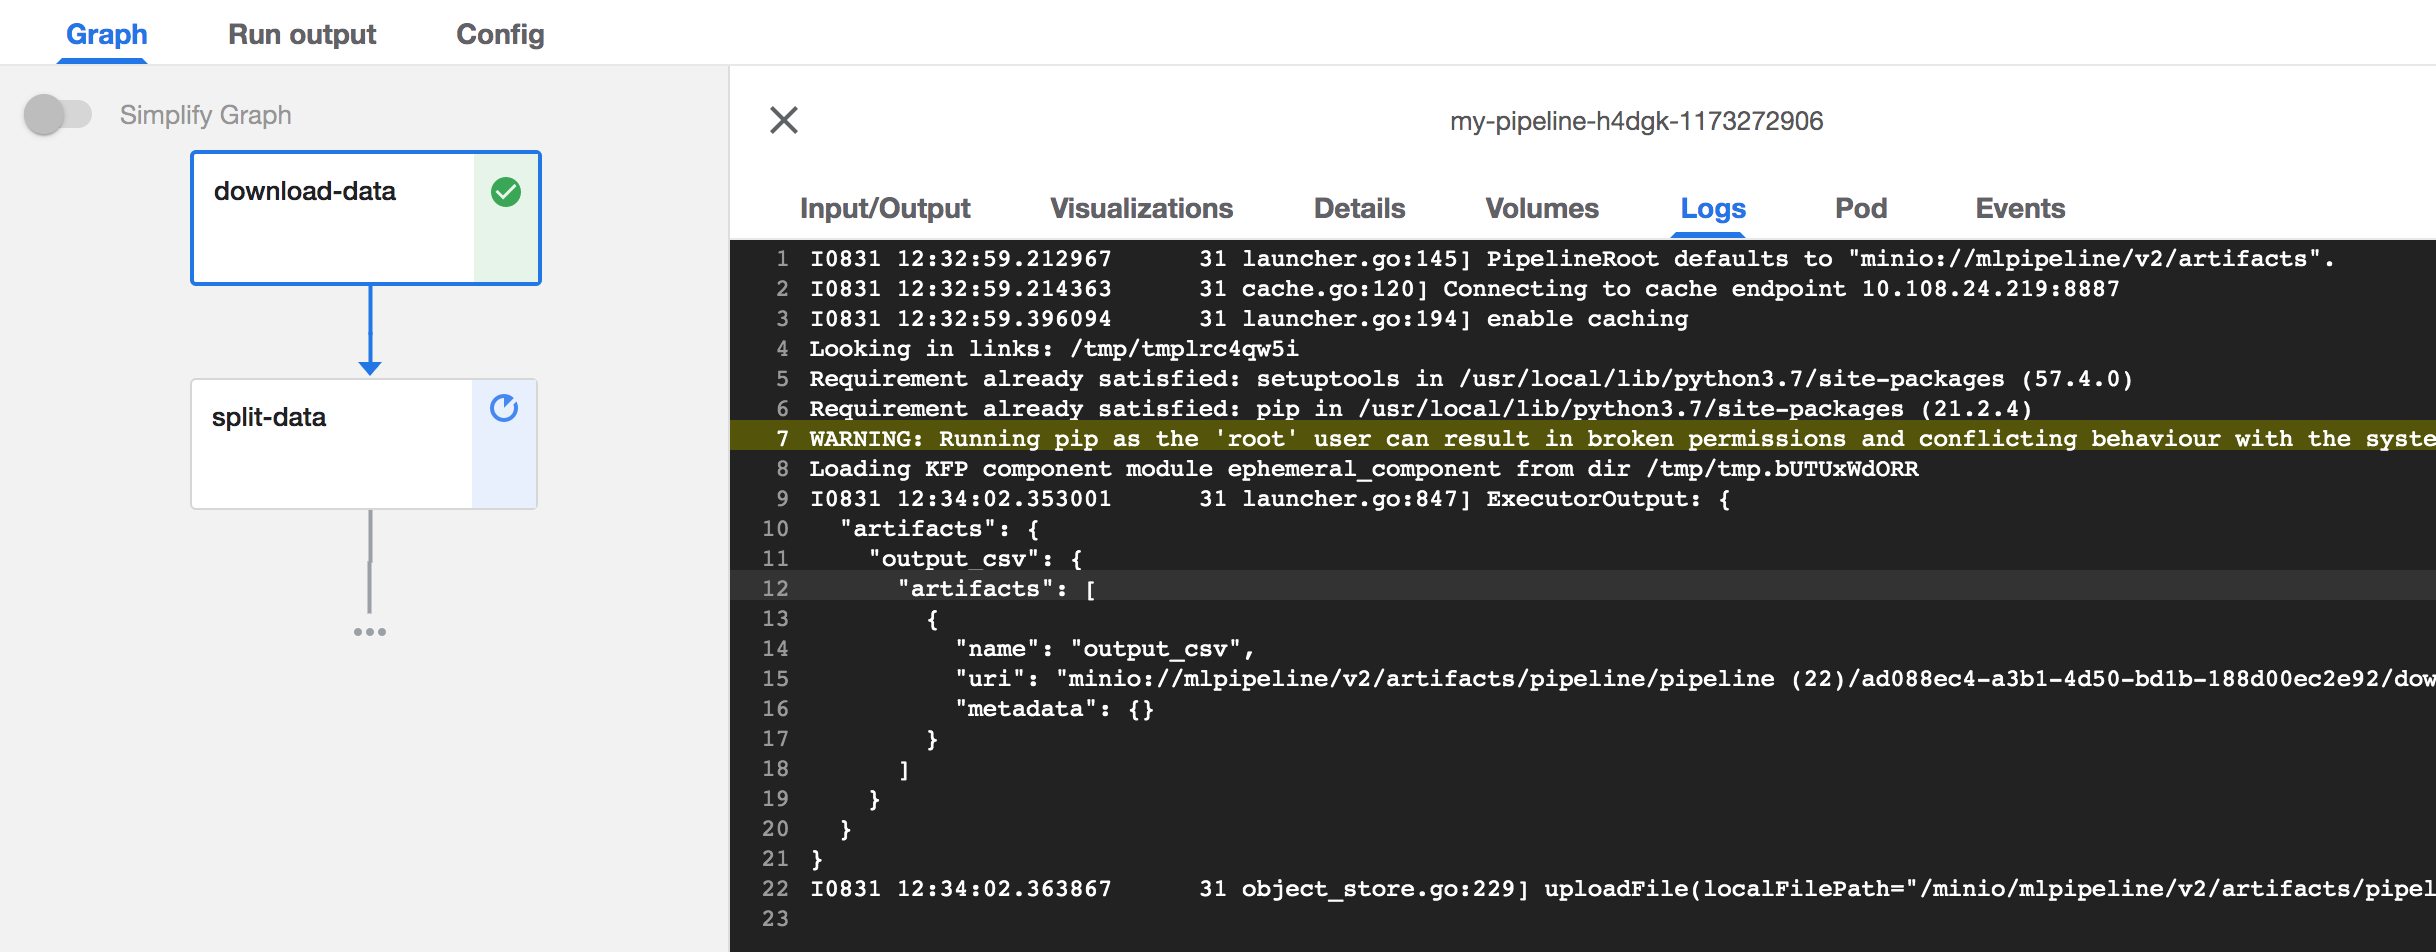 Graph Run output Config
Simplify Graph
download-data
split-data
my-pipeline-h4dgk-1173272906
Input/Output Visualizations Details Volumes Logs Pod Events
1 I0831 12:32:59.212967      31 launcher.go:145] PipelineRoot defaults to "minio://mlpipeline/v2/artifacts".
2 I0831 12:32:59.214363      31 cache.go:120] Connecting to cache endpoint 10.108.24.219:8887
3 I0831 12:32:59.396094      31 launcher.go:194] enable caching
4 Looking in links: /tmp/tmplrc4qw5i
5 Requirement already satisfied: setuptools in /usr/local/lib/python3.7/site-packages (57.4.0)
6 Requirement already satisfied: pip in /usr/local/lib/python3.7/site-packages (21.2.4)
7 WARNING: Running pip as the 'root' user can result in broken permissions and conflicting behaviour with the syste
8 Loading KFP component module ephemeral_component from dir /tmp/tmp.bUTUxWdORR
9 I0831 12:34:02.353001      31 launcher.go:847] ExecutorOutput: {
10   "artifacts": {
11     "output_csv": {
12       "artifacts": [
13         {
14           "name": "output_csv",
15           "uri": "minio://mlpipeline/v2/artifacts/pipeline/pipeline (22)/ad088ec4-a3b1-4d50-bd1b-188d00ec2e92/dow
16           "metadata": {}
17         }
18       ]
19     }
20   }
21 }
22 I0831 12:34:02.363867      31 object_store.go:229] uploadFile(localFilePath="/minio/mlpipeline/v2/artifacts/pipel
23